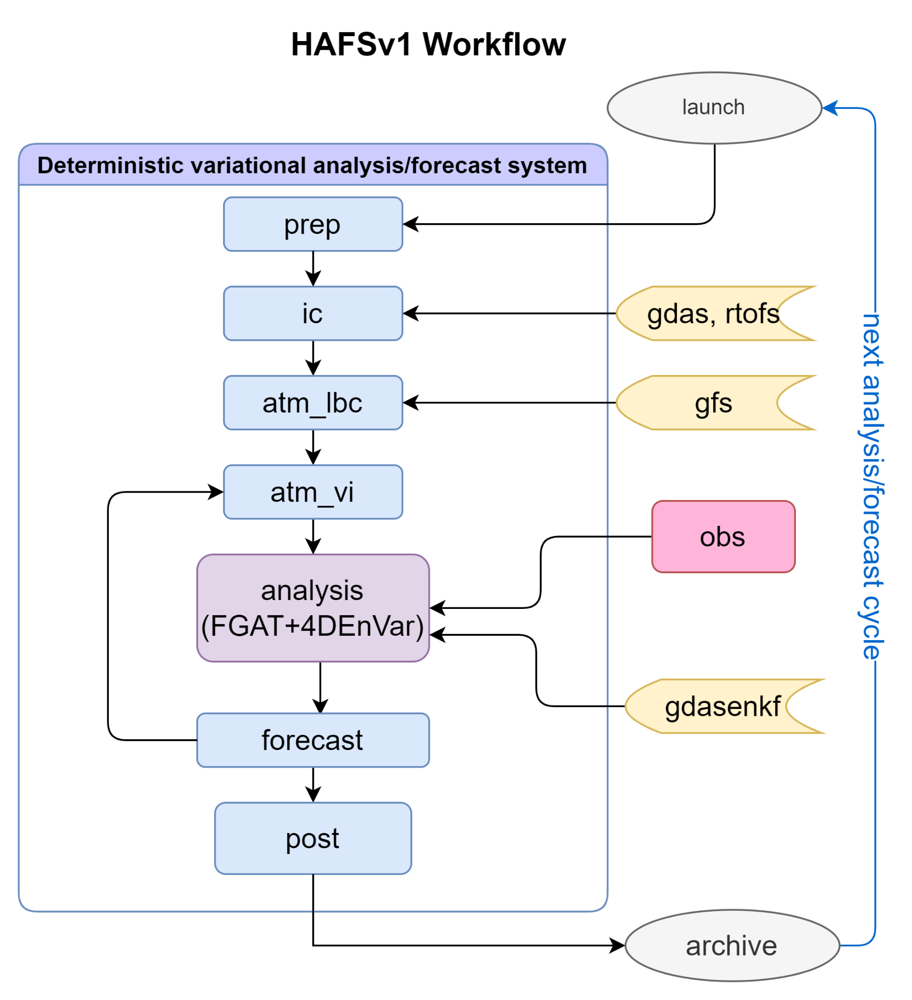 HAFSv1 Workflow
launch
Deterministic variational analysis/forecast system
prep
ic
gdas, rtofs
atm_lbc
gfs
atm_vi
obs
analysis
(FGAT+4DEnVar)
gdasenkf
forecast
post
archive
next analysis/forecast cycle